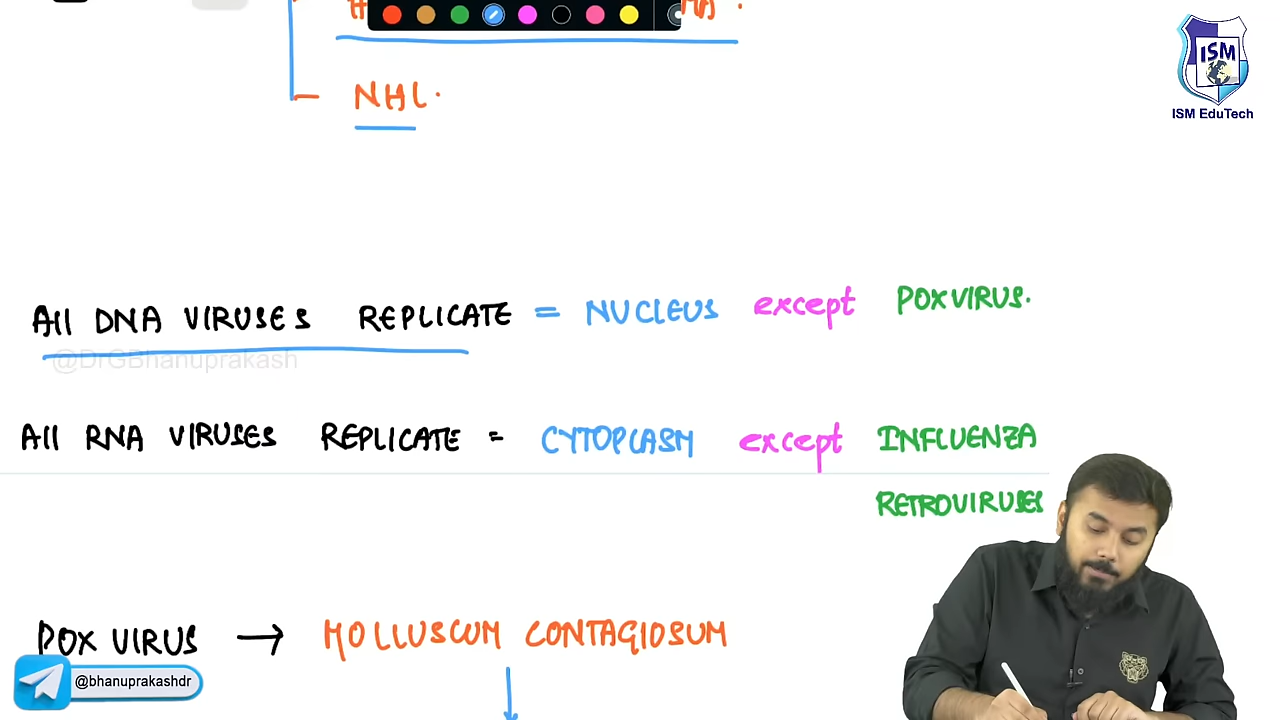 ISM
ISM EduTech
NHL.
All DNA VIRUSES REPLICATE = NUCLEUS except POXVIRUS.
@DrGBhanuprakash
All RNA VIRUSES REPLICATE = CYTOPLASM except INFLUENZA
RETROVIRUSES
POX VIRUS → MOLLUSCUM CONTAGIOSUM
@bhanuprakashdr